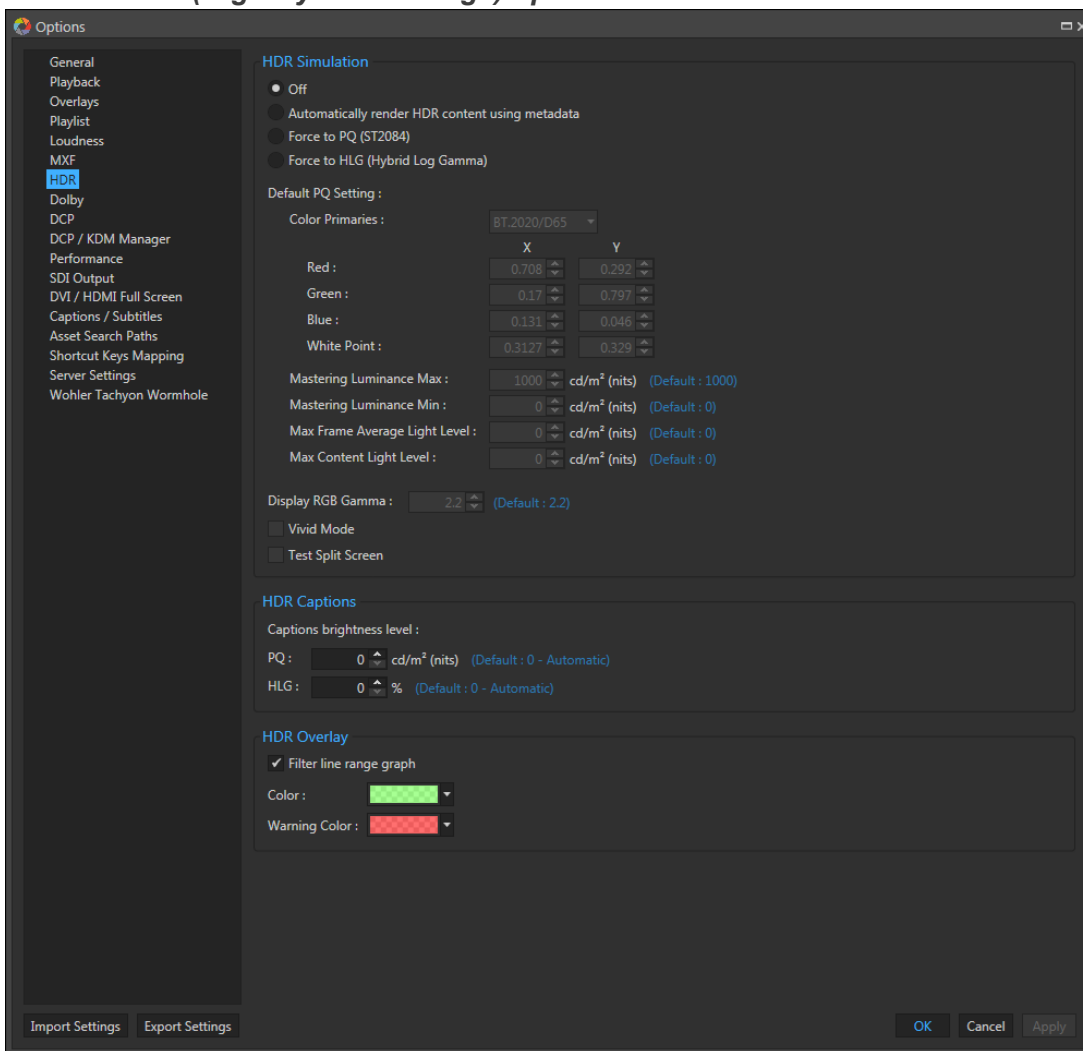 Options
General
Playback
Overlays
Playlist
Loudness
MXF
HDR
Dolby
DCP
DCP / KDM Manager
Performance
SDI Output
DVI / HDMI Full Screen
Captions / Subtitles
Asset Search Paths
Shortcut Keys Mapping
Server Settings
Wohler Tachyon Wormhole
HDR Simulation
Off
Automatically render HDR content using metadata
Force to PQ (ST2084)
Force to HLG (Hybrid Log Gamma)
Default PQ Setting :
Color Primaries : BT.2020/D65
X Y
Red : 0.708 0.292
Green : 0.17 0.797
Blue : 0.131 0.046
White Point : 0.3127 0.329
Mastering Luminance Max : 1000 cd/m² (nits) (Default : 1000)
Mastering Luminance Min : 0 cd/m² (nits) (Default : 0)
Max Frame Average Light Level : 0 cd/m² (nits) (Default : 0)
Max Content Light Level : 0 cd/m² (nits) (Default : 0)
Display RGB Gamma : 2.2 (Default : 2.2)
Vivid Mode
Test Split Screen
HDR Captions
Captions brightness level :
PQ : 0 cd/m² (nits) (Default : 0 - Automatic)
HLG : 0 % (Default : 0 - Automatic)
HDR Overlay
Filter line range graph
Color :
Warning Color :
Import Settings Export Settings OK Cancel Apply